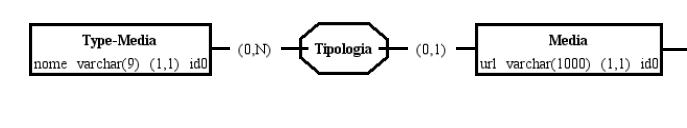 Type-Media
nome varchar(9) (1,1) id0
(0,N)
Tipologia
(0,1)
Media
url varchar(1000) (1,1) id0